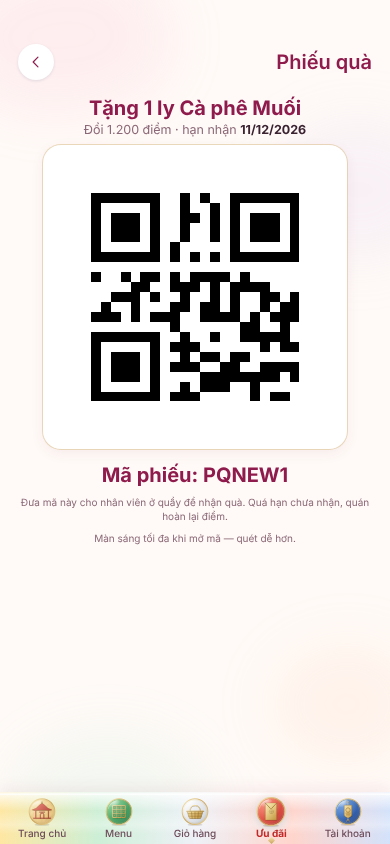 Phiếu quà
Tặng 1 ly Cà phê Muối
Đổi 1.200 điểm · hạn nhận 11/12/2026
Mã phiếu: PQNEW1
Đưa mã này cho nhân viên ở quầy để nhận quà. Quá hạn chưa nhận, quán
hoàn lại điểm.
Màn sáng tối đa khi mở mã — quét dễ hơn.
Trang chủ
Menu
Giỏ hàng
Ưu đãi
Tài khoản